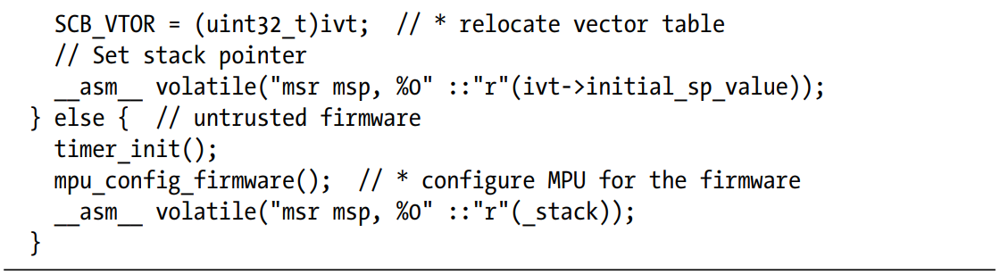 SCB_VTOR = (uint32_t)ivt;  // * relocate vector table
// Set stack pointer
__asm__ volatile("msr msp, %0" ::"r"(ivt->initial_sp_value));
} else {  // untrusted firmware
timer_init();
mpu_config_firmware();  // * configure MPU for the firmware
__asm__ volatile("msr msp, %0" ::"r"(_stack));
}